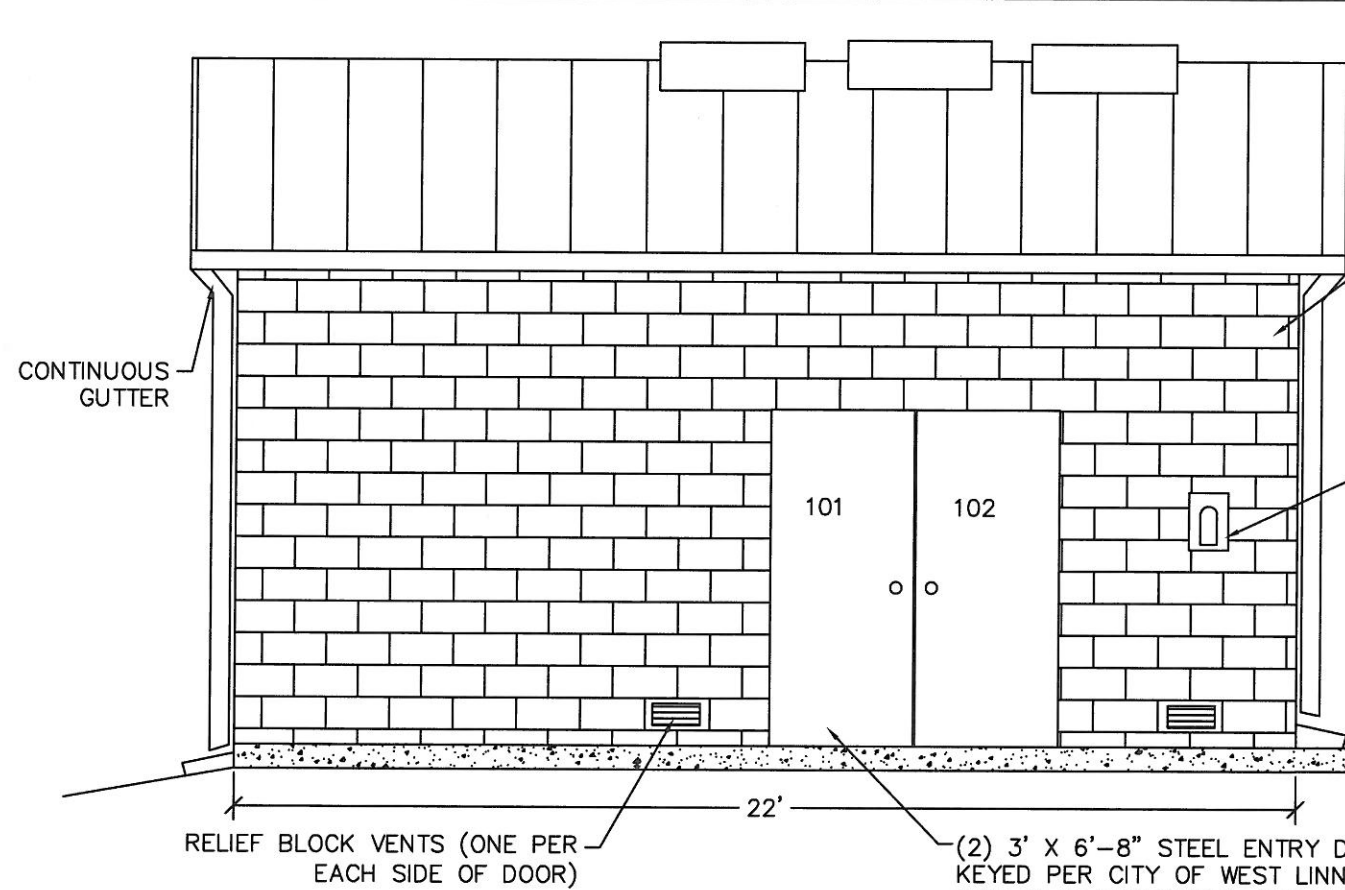 CONTINUOUS
GUTTER
101
102
22'
RELIEF BLOCK VENTS (ONE PER
EACH SIDE OF DOOR)
(2) 3' X 6'-8" STEEL ENTRY
KEYED PER CITY OF WEST LINN